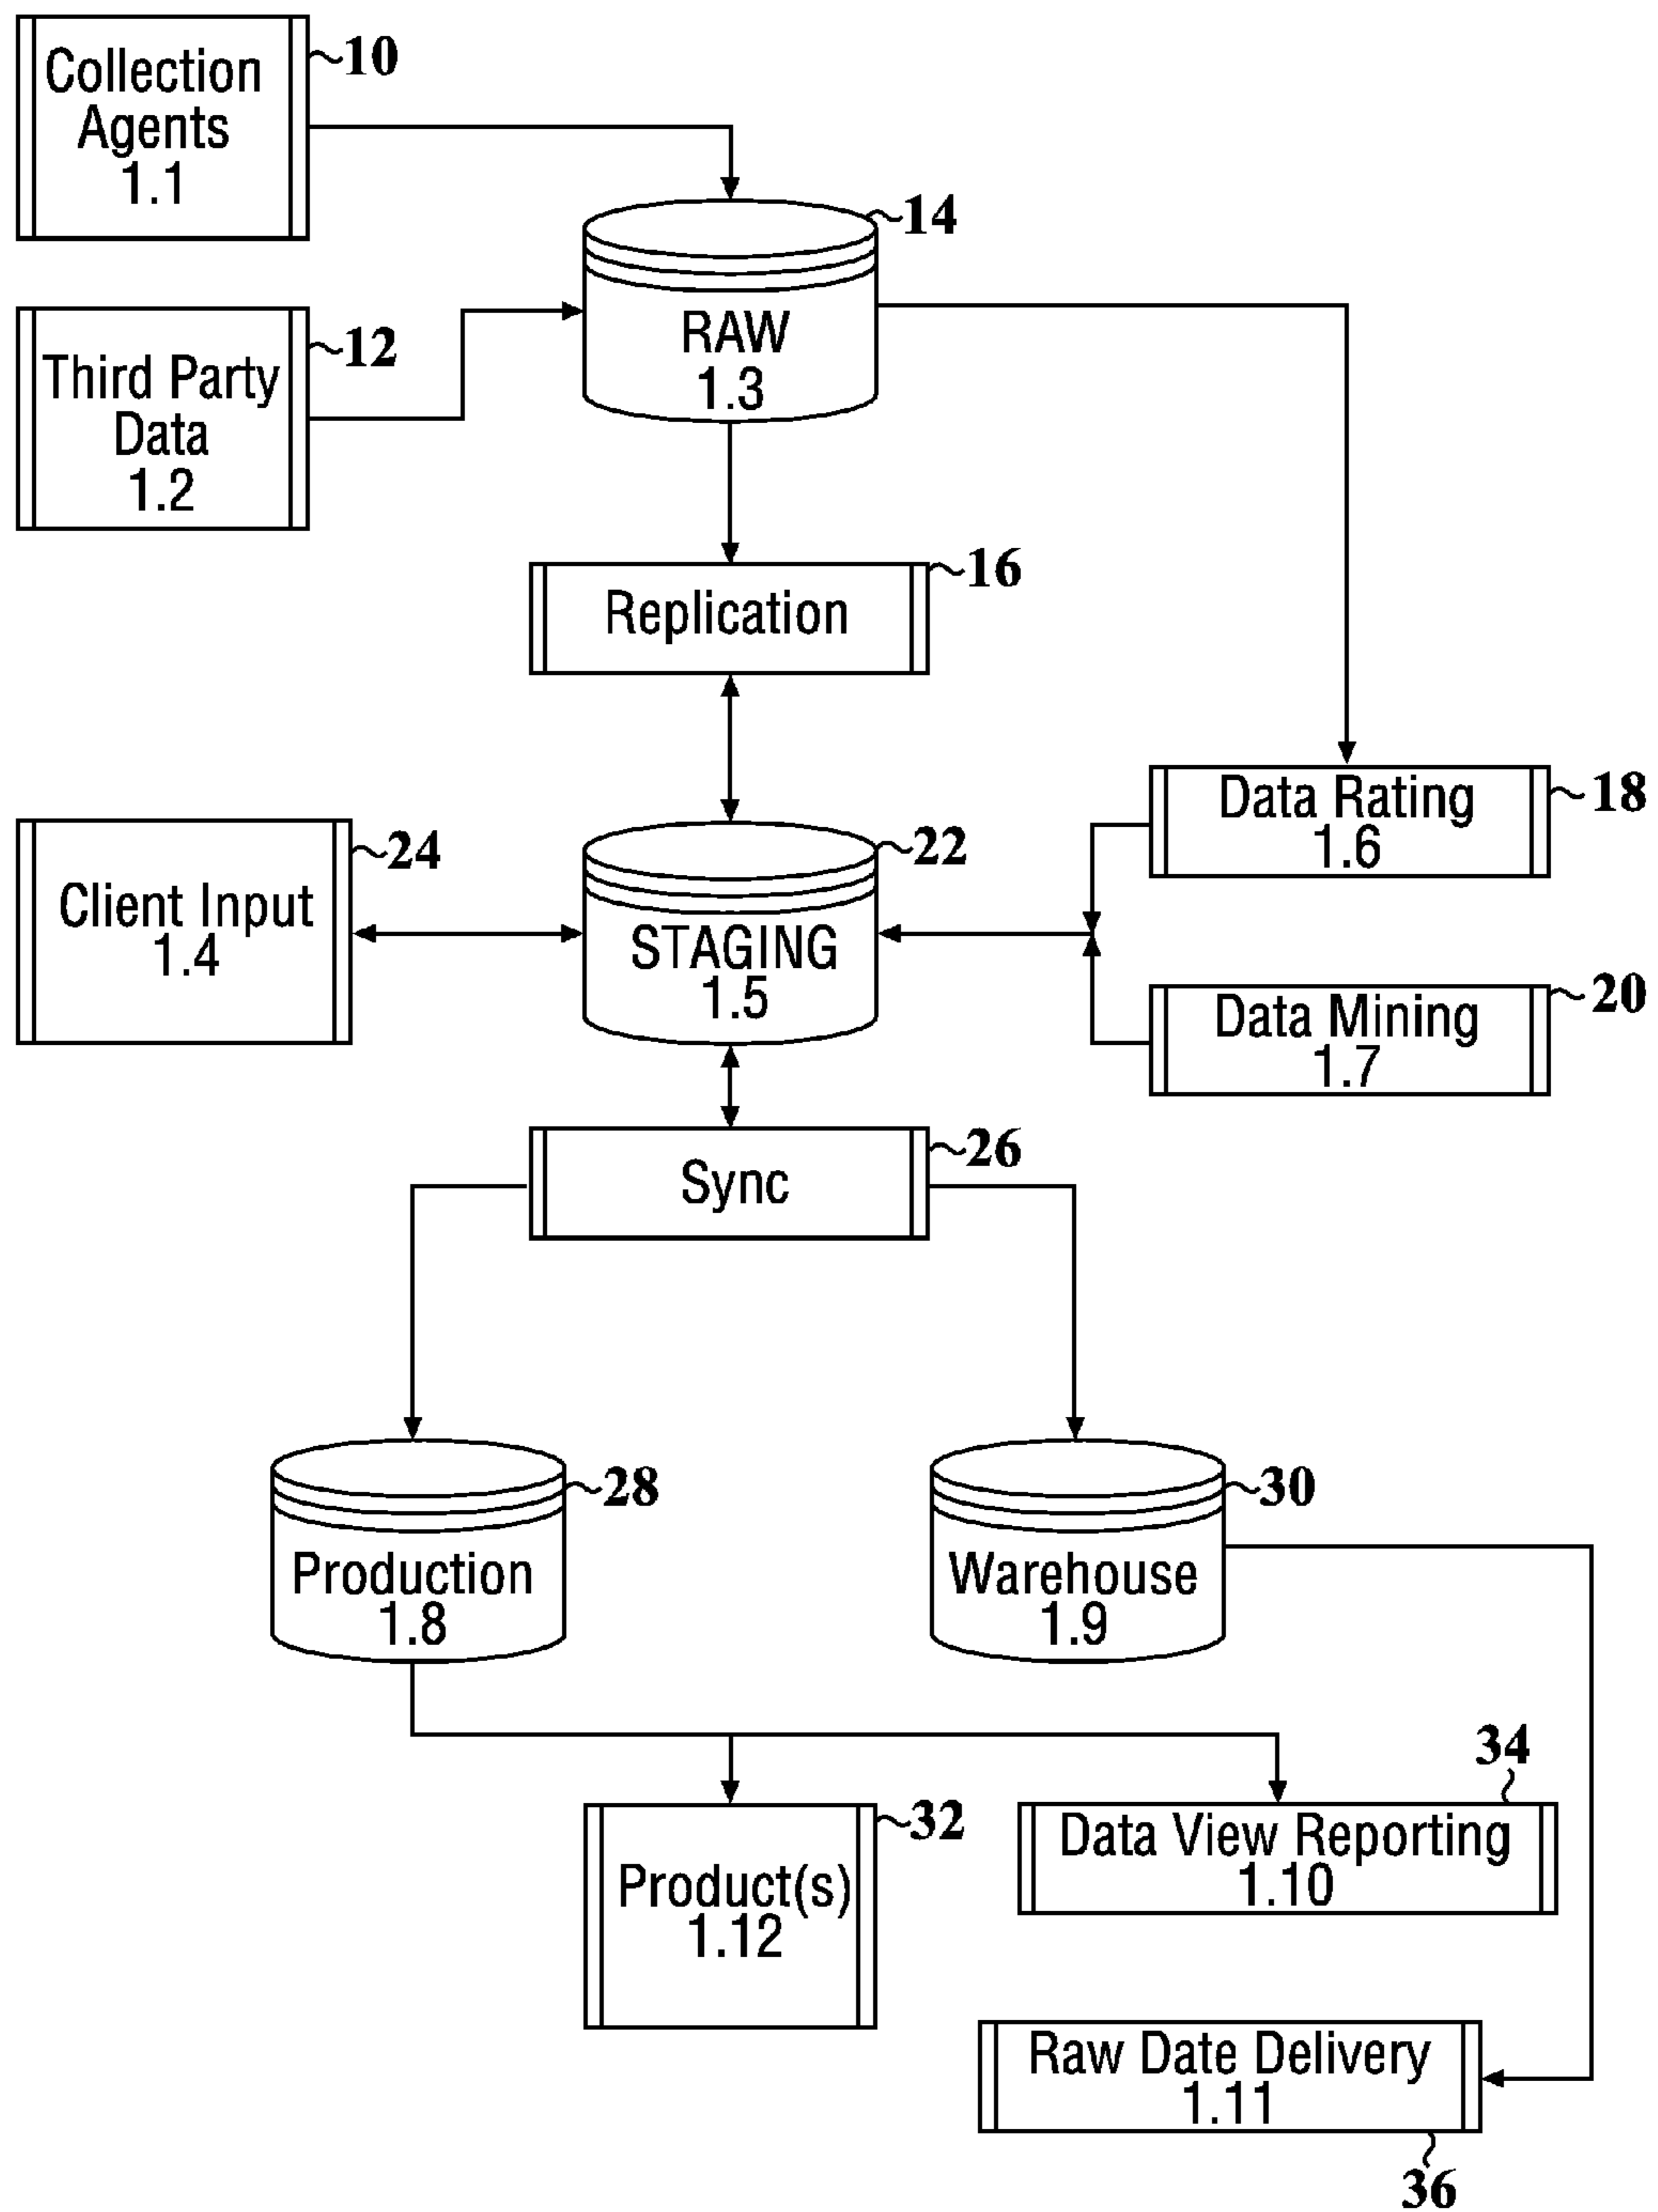 Collection
Agents
1.1
10
14
RAW
1.3
Third Party
Data
1.2
12
Replication
16
Data Rating
1.6
18
Client Input
1.4
24
STAGING
1.5
22
Data Mining
1.7
20
Sync
26
Production
1.8
28
Warehouse
1.9
30
Product(s)
1.12
32
34
Data View Reporting
1.10
Raw Date Delivery
1.11
36